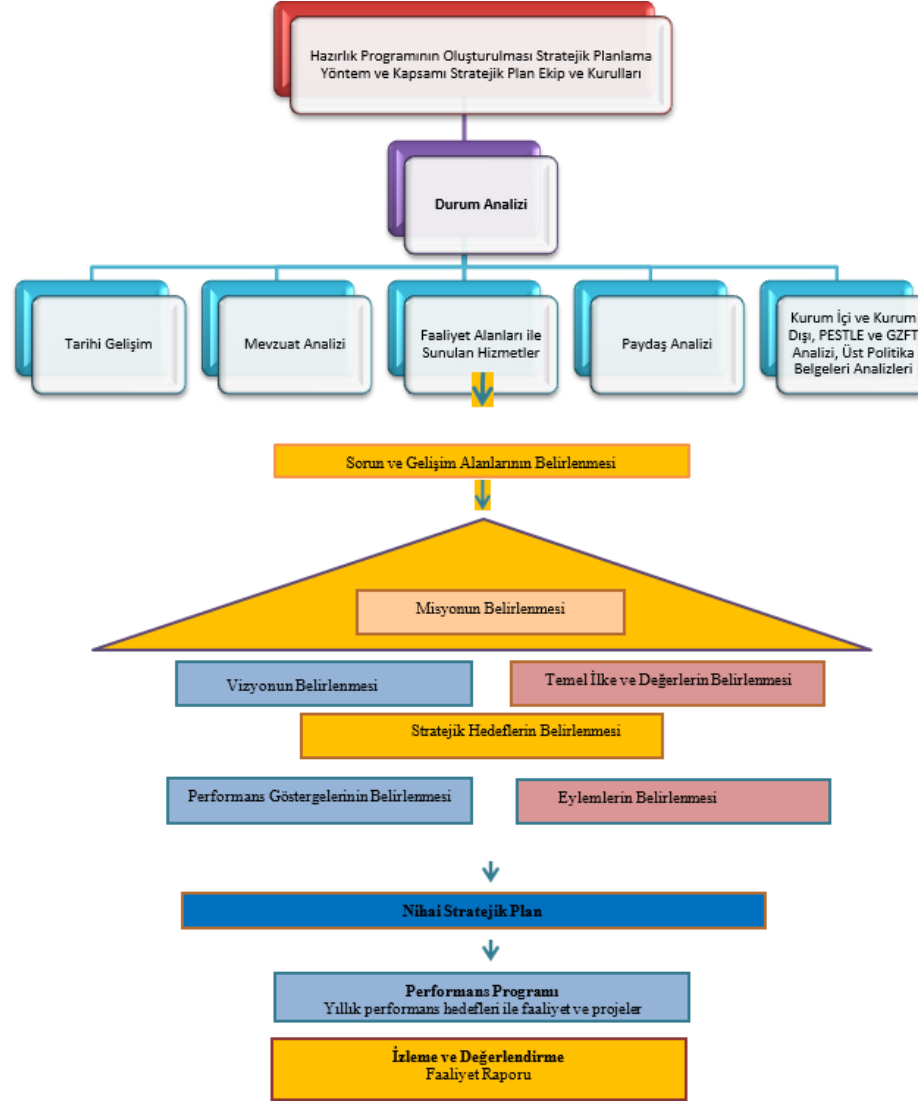 Hazırlık Programının Oluşturulması Stratejik Planlama
Yöntem ve Kapsamı Stratejik Plan Ekip ve Kurulları
Durum Analizi
Tarihi Gelişim
Mevzuat Analizi
Faaliyet Alanları ile
Sunulan Hizmetler
Paydaş Analizi
Kurum İçi ve Kurum
Dışı, PESTLE ve GZFT
Analizi, Üst Politika
Belgeleri Analizleri
Sorun ve Gelişim Alanlarının Belirlenmesi
Misyonun Belirlenmesi
Vizyonun Belirlenmesi
Temel İlke ve Değerlerin Belirlenmesi
Stratejik Hedeflerin Belirlenmesi
Performans Göstergelerinin Belirlenmesi
Eylemlerin Belirlenmesi
Nihai Stratejik Plan
Performans Programı
Yıllık performans hedefleri ile faaliyet ve projeler
İzleme ve Değerlendirme
Faaliyet Raporu